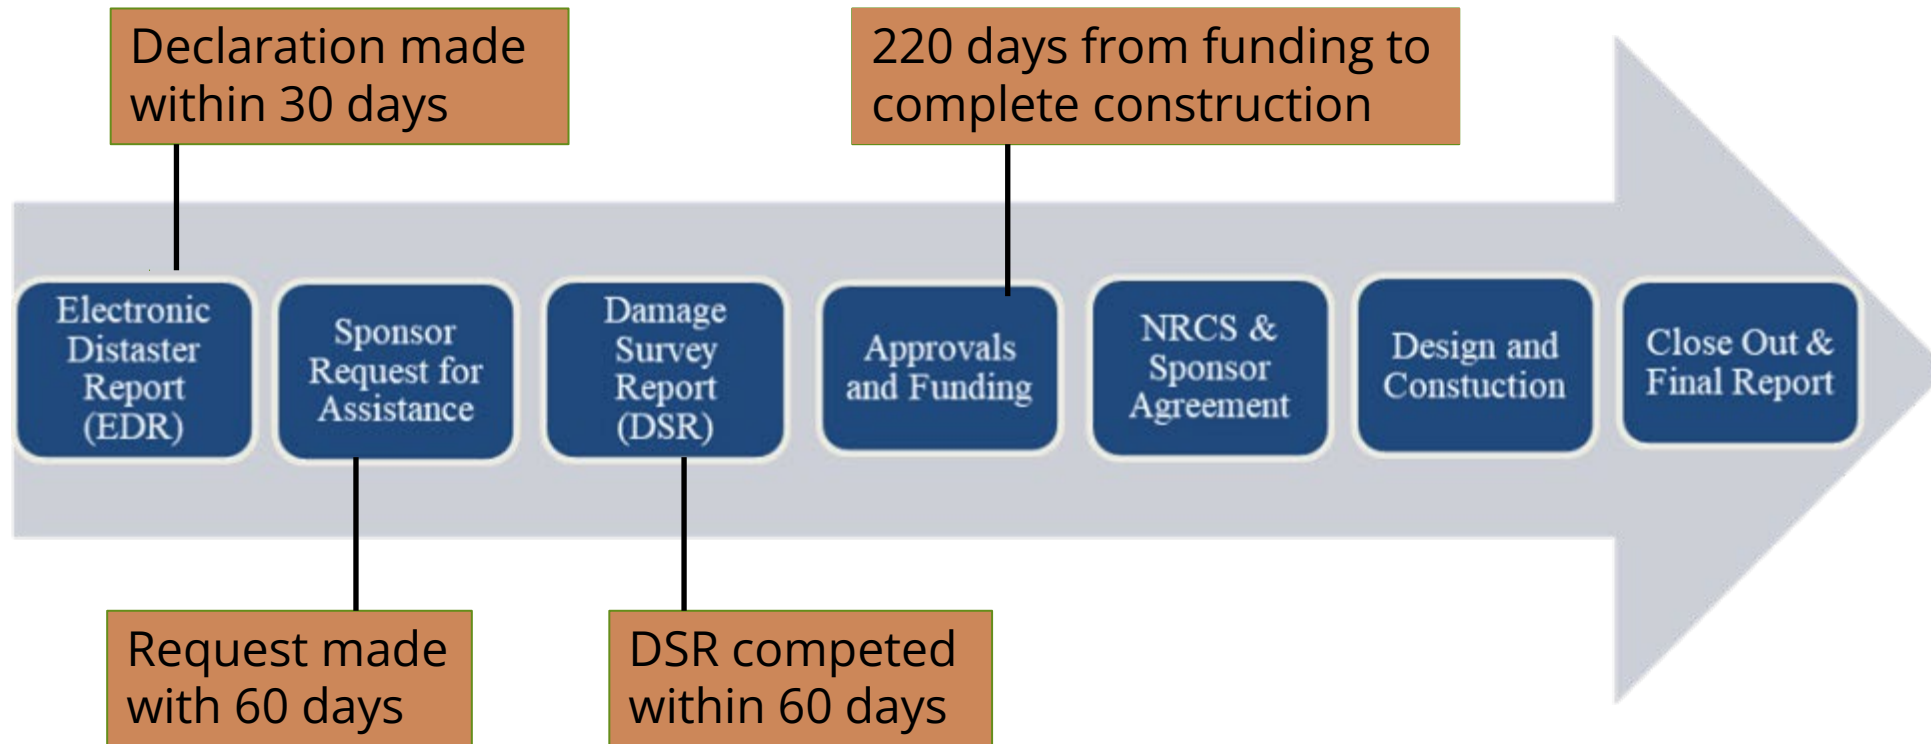 Declaration made
within 30 days
220 days from funding to
complete construction
Electronic
Distaster
Report
(EDR)
Sponsor
Request for
Assistance
Damage
Survey
Report
(DSR)
Approvals
and Funding
NRCS &
Sponsor
Agreement
Design and
Constuction
Close Out &
Final Report
Request made
with 60 days
DSR competed
within 60 days